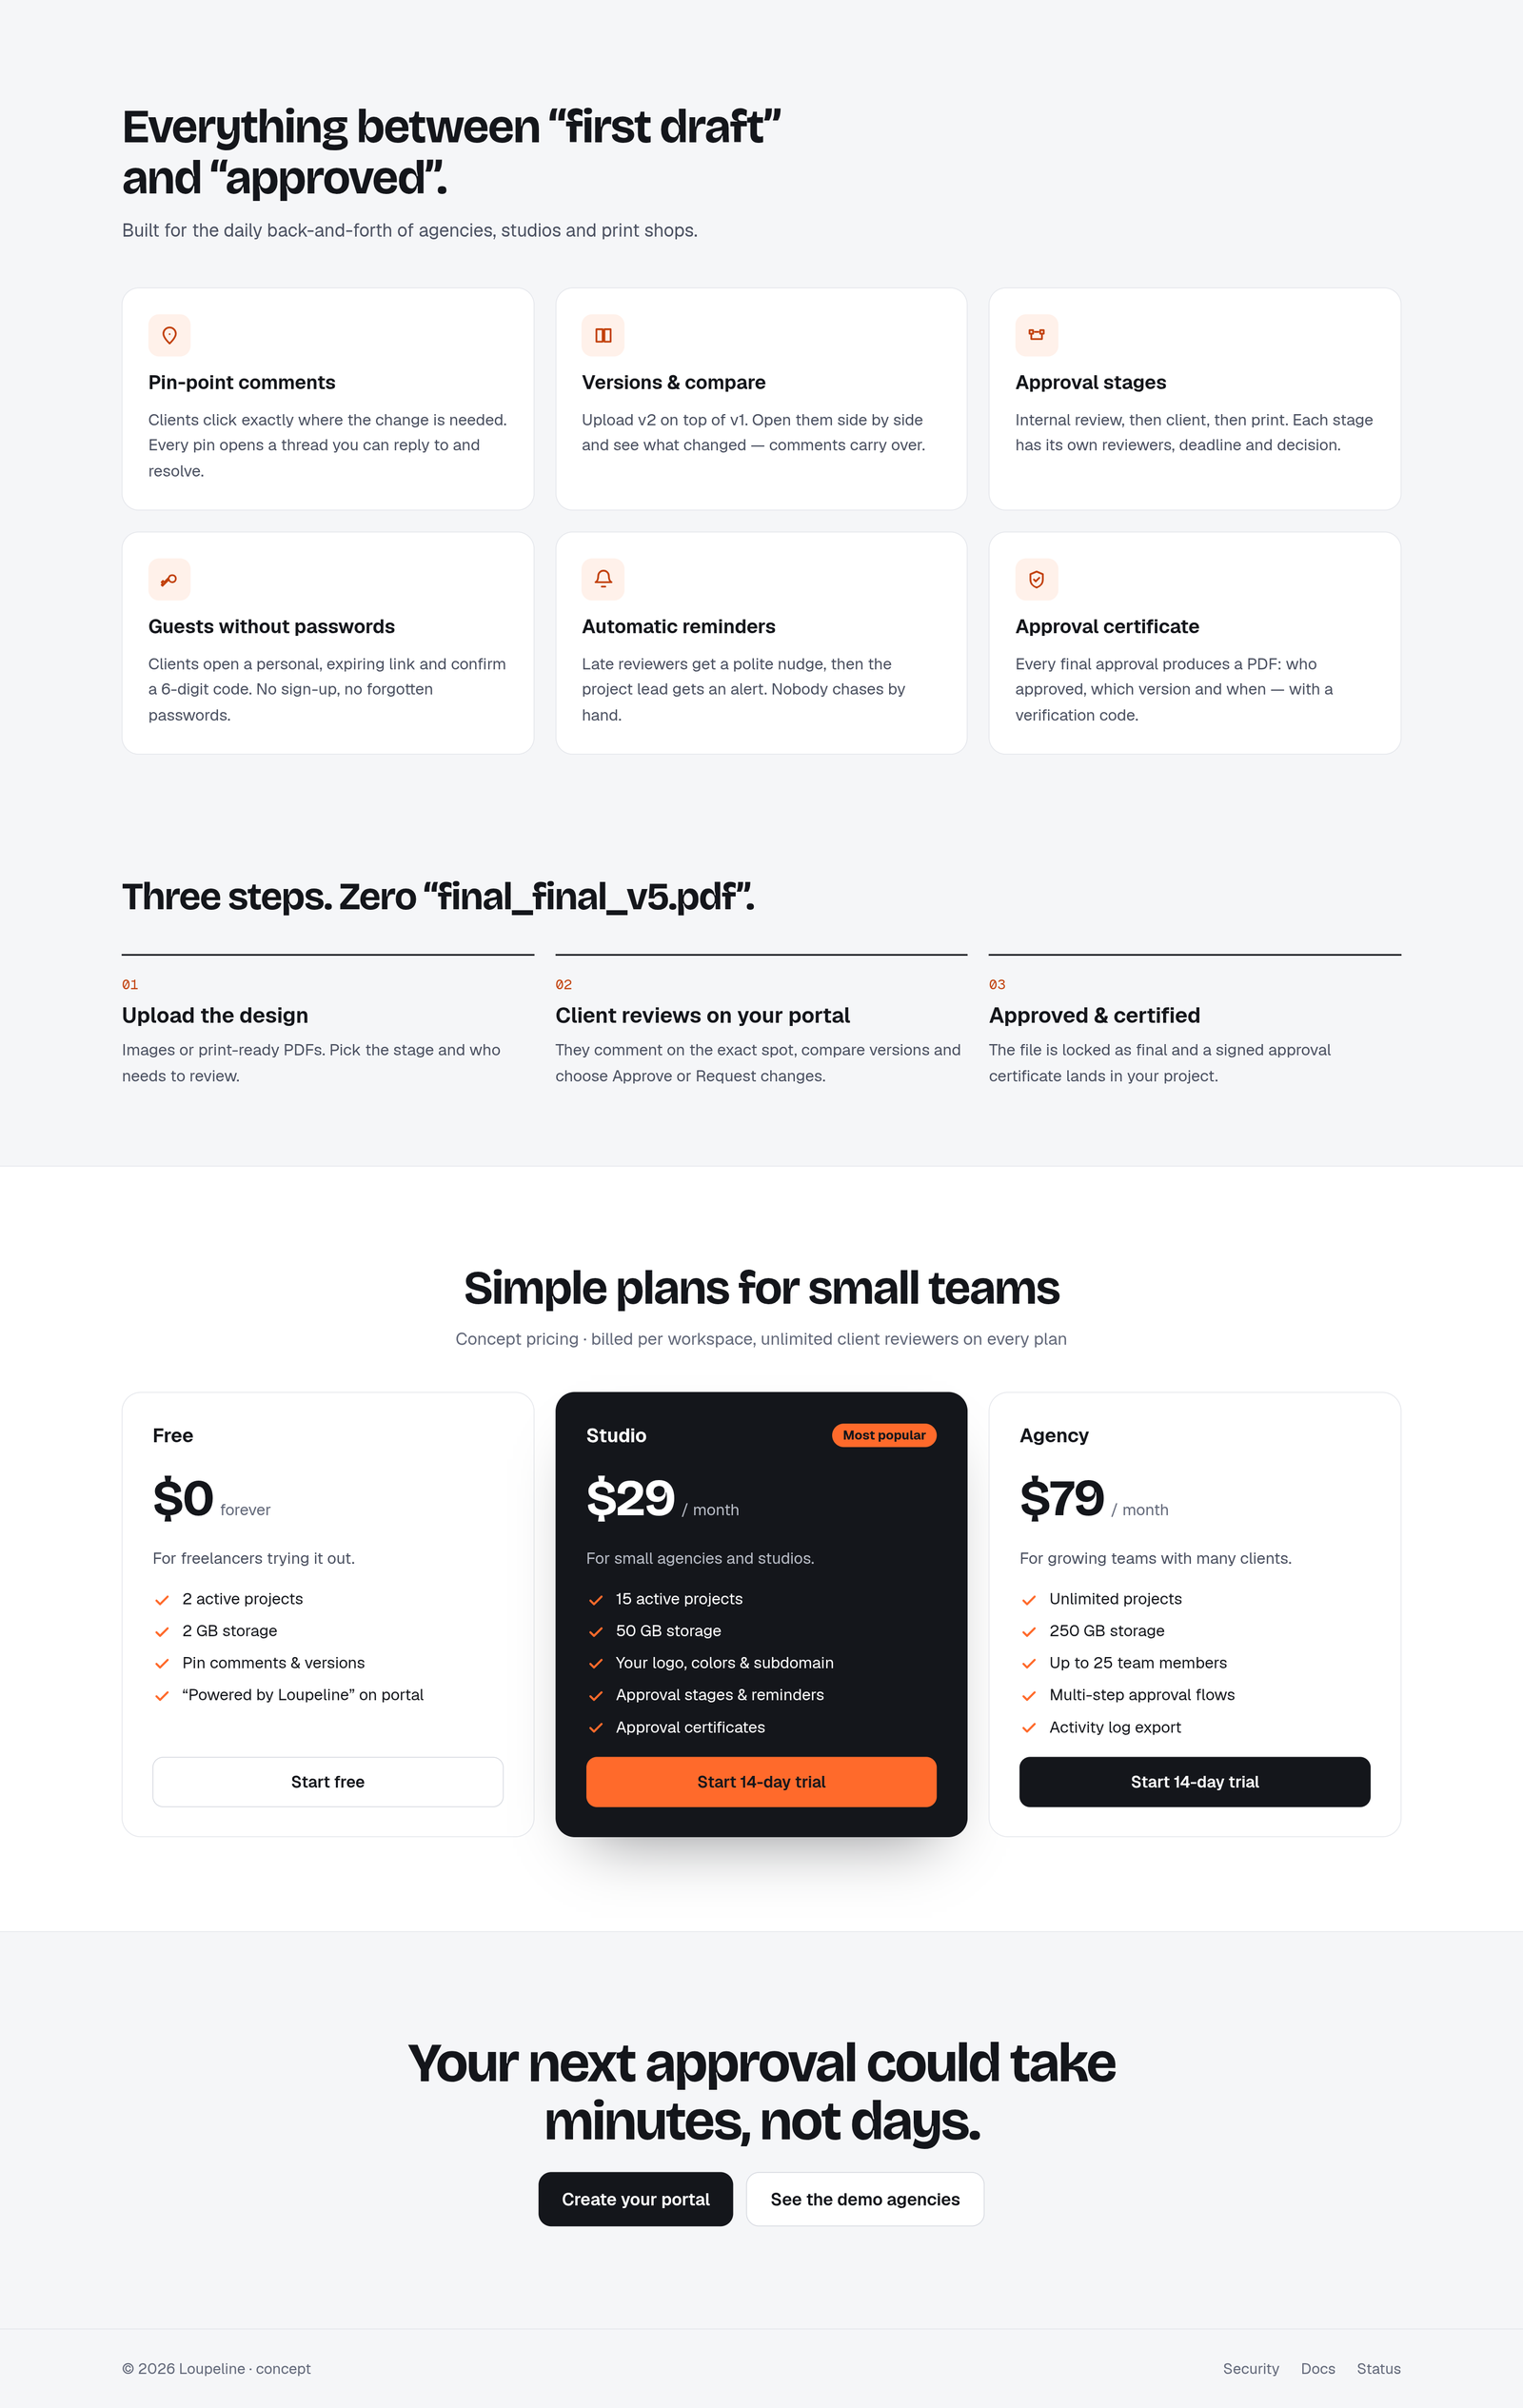 Everything between “first draft”
and “approved”.
Built for the daily back-and-forth of agencies, studios and print shops.
Pin-point comments
Clients click exactly where the change is needed.
Every pin opens a thread you can reply to and
resolve.
Versions & compare
Upload v2 on top of v1. Open them side by side
and see what changed — comments carry over.
Approval stages
Internal review, then client, then print. Each stage
has its own reviewers, deadline and decision.
Guests without passwords
Clients open a personal, expiring link and confirm
a 6-digit code. No sign-up, no forgotten
passwords.
Automatic reminders
Late reviewers get a polite nudge, then the
project lead gets an alert. Nobody chases by
hand.
Approval certificate
Every final approval produces a PDF: who
approved, which version and when — with a
verification code.
Three steps. Zero “final_final_v5.pdf”.
01
Upload the design
Images or print-ready PDFs. Pick the stage and who
needs to review.
02
Client reviews on your portal
They comment on the exact spot, compare versions and
choose Approve or Request changes.
03
Approved & certified
The file is locked as final and a signed approval
certificate lands in your project.
Simple plans for small teams
Concept pricing · billed per workspace, unlimited client reviewers on every plan
Free
$0 forever
For freelancers trying it out.
2 active projects
2 GB storage
Pin comments & versions
“Powered by Loupeline” on portal
Start free
Studio
Most popular
$29 / month
For small agencies and studios.
15 active projects
50 GB storage
Your logo, colors & subdomain
Approval stages & reminders
Approval certificates
Start 14-day trial
Agency
$79 / month
For growing teams with many clients.
Unlimited projects
250 GB storage
Up to 25 team members
Multi-step approval flows
Activity log export
Start 14-day trial
Your next approval could take
minutes, not days.
Create your portal
See the demo agencies
© 2026 Loupeline · concept
Security
Docs
Status